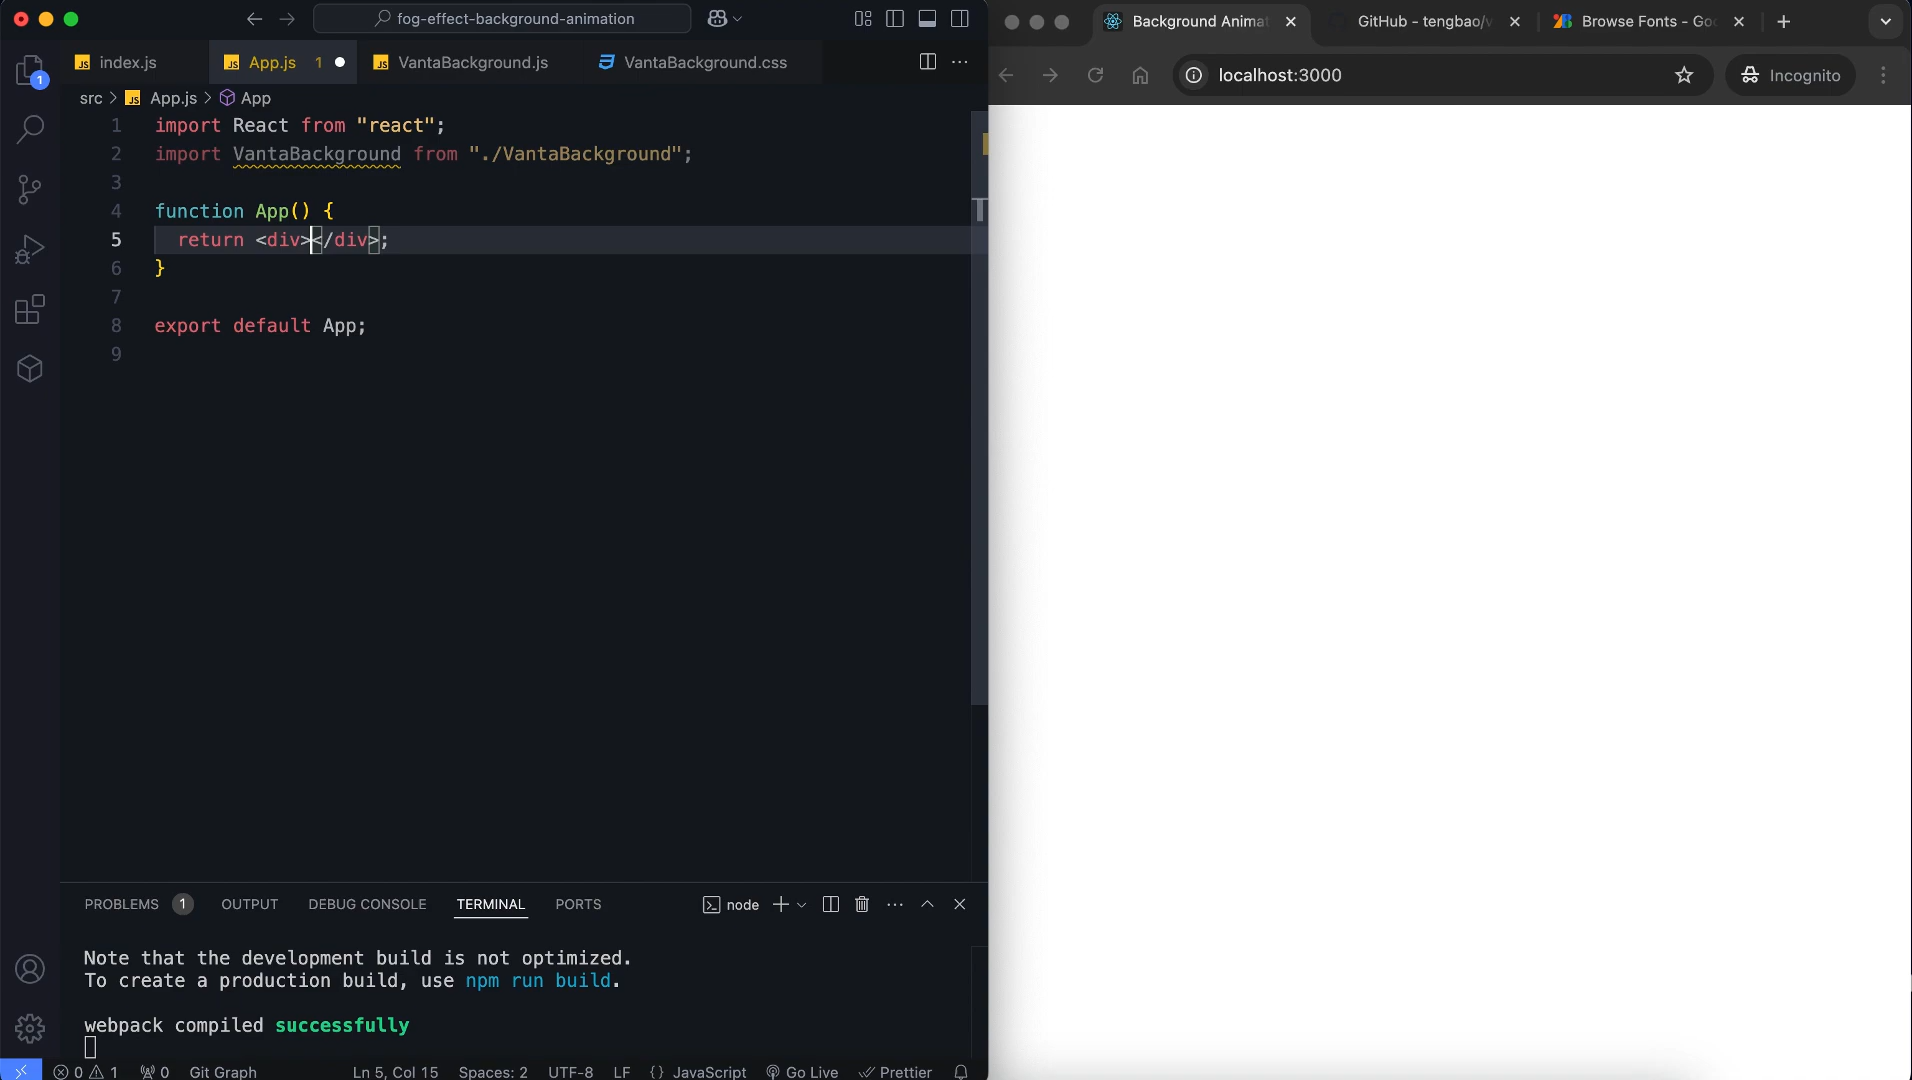 fog-effect-background-animation
index.js
App.js 1
VantaBackground.js
VantaBackground.css
src > App.js > App
1 import React from "react";
2 import VantaBackground from "./VantaBackground";
3
4 function App() {
5 return <div></div>;
6 }
7
8 export default App;
9
1
PROBLEMS 1
OUTPUT
DEBUG CONSOLE
TERMINAL
PORTS
node
Note that the development build is not optimized.
To create a production build, use npm run build.
webpack compiled successfully
0 1 0 Git Graph Ln 5, Col 15 Spaces: 2 UTF-8 LF {} JavaScript Go Live Prettier
Background Animat
GitHub - tengbao/v
Browse Fonts - Goo
localhost:3000
Incognito